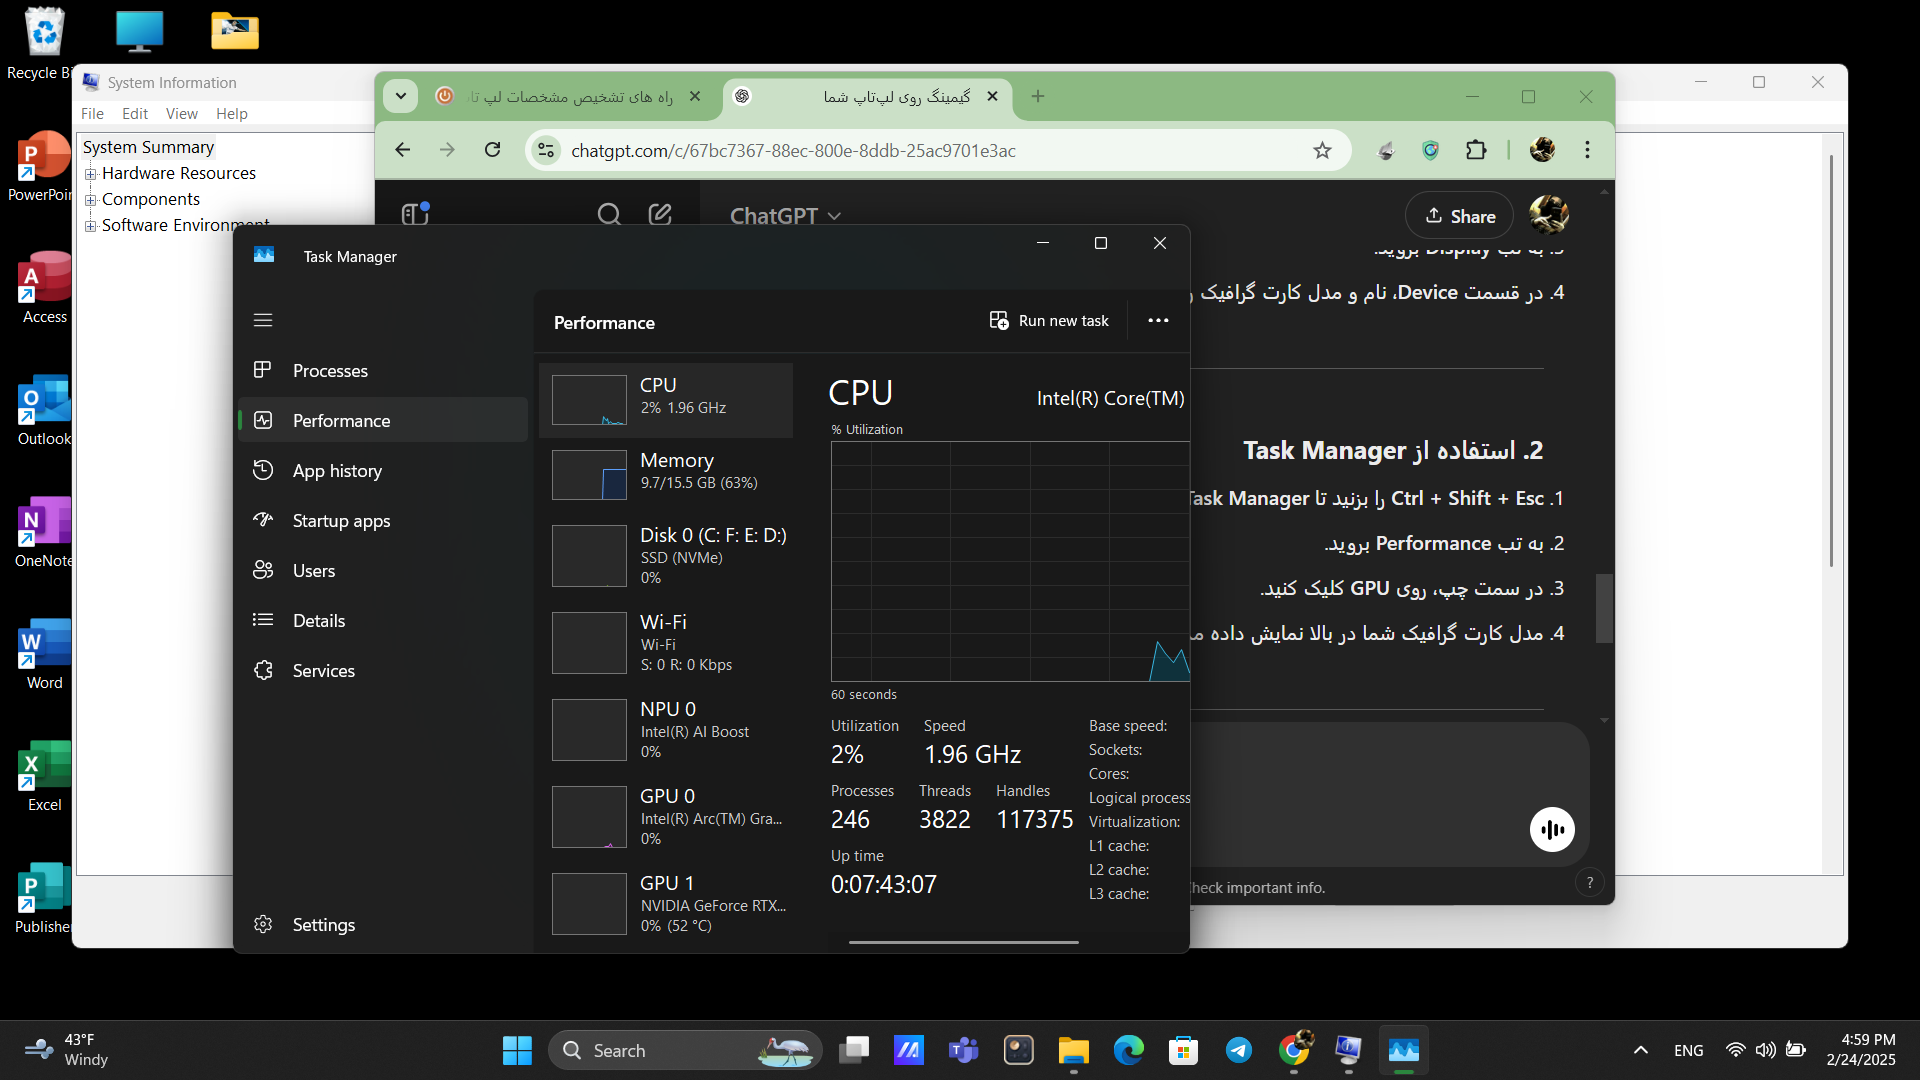 Recycle Bi
PowerPoin
Access
Outlook
OneNote
Word
Excel
Publishe
System Information
File Edit View Help
System Summary
Hardware Resources
Components
Software Environment
راه های تشخیص مشخصات لپ تا
گیمینگ روی لپ‌تاپ شما
chatgpt.com/c/67bc7367-88ec-800e-8ddb-25ac9701e3ac
ChatGPT
Share
3. به تب Display بروید.
4. در قسمت Device، نام و مدل کارت گرافیک
2. استفاده از Task Manager
1. Ctrl + Shift + Esc را بزنید تا Task Manager
2. به تب Performance بروید.
3. در سمت چپ، روی GPU کلیک کنید.
4. مدل کارت گرافیک شما در بالا نمایش داده
Check important info.
?
Task Manager
Processes
Performance
App history
Startup apps
Users
Details
Services
Settings
Performance
Run new task
CPU
2% 1.96 GHz
Memory
9.7/15.5 GB (63%)
Disk 0 (C: F: E: D:)
SSD (NVMe)
0%
Wi-Fi
Wi-Fi
S: 0 R: 0 Kbps
NPU 0
Intel(R) AI Boost
0%
GPU 0
Intel(R) Arc(TM) Gra...
0%
GPU 1
NVIDIA GeForce RTX...
0% (52 °C)
CPU
Intel(R) Core(TM)
% Utilization
60 seconds
Utilization
2%
Speed
1.96 GHz
Processes
246
Threads
3822
Handles
117375
Up time
0:07:43:07
Base speed:
Sockets:
Cores:
Logical process
Virtualization:
L1 cache:
L2 cache:
L3 cache:
43°F
Windy
Search
ENG
4:59 PM
2/24/2025